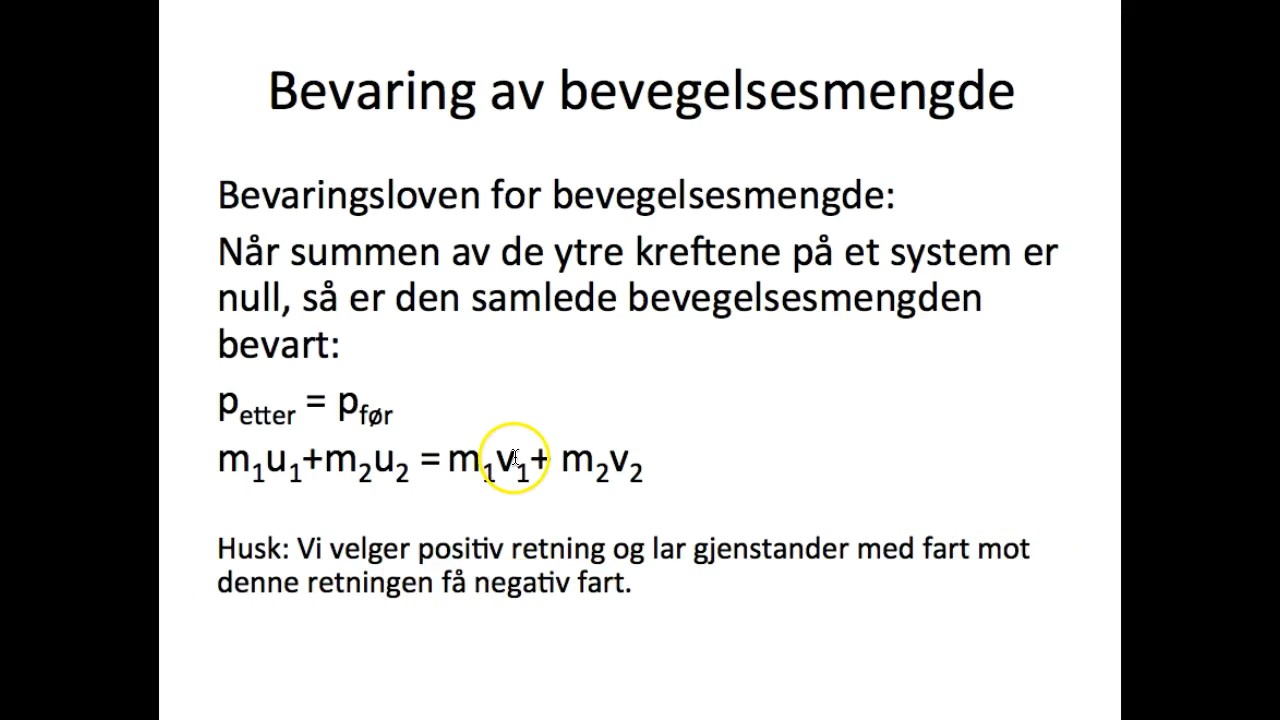 Bevaring av bevegelsesmengde
Bevaringsloven for bevegelsesmengde:
Når summen av de ytre kreftene på et system er
null, så er den samlede bevegelsesmengden
bevart:
p_etter = p_før
m₁u₁+m₂u₂ = m₁v₁+ m₂v₂
Husk: Vi velger positiv retning og lar gjenstander med fart mot
denne retningen få negativ fart.